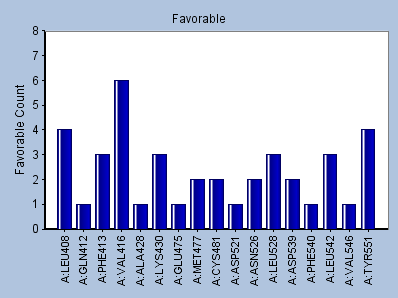 Favorable
Favorable Count
8
7
6
5
4
3
2
1
0
A:LEU408
A:GLN412
A:PHE413
A:VAL416
A:ALA428
A:LYS430
A:GLU475
A:MET477
A:CYS481
A:ASP521
A:ASN526
A:LEU528
A:ASP539
A:PHE540
A:LEU542
A:VAL546
A:TYR551